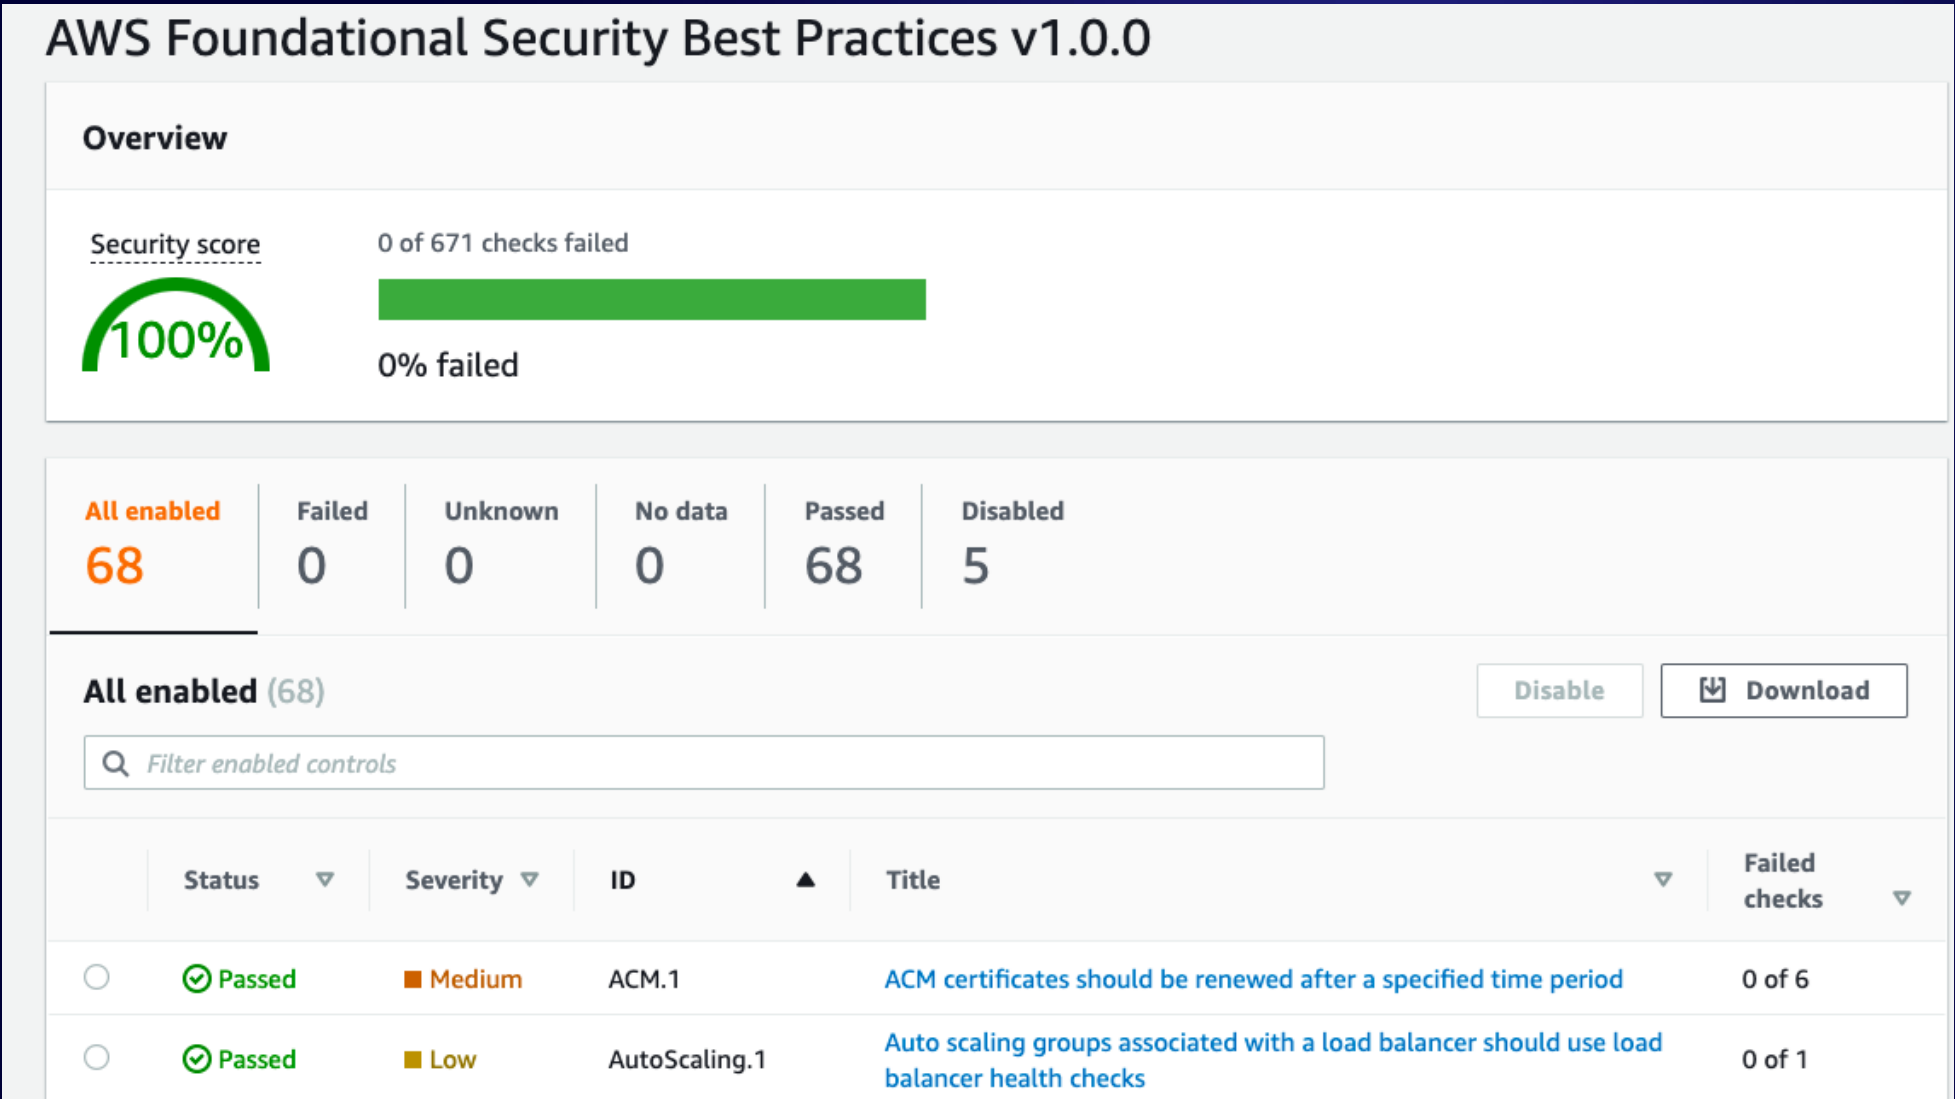 AWS Foundational Security Best Practices v1.0.0
Overview
Security score
100%
0 of 671 checks failed
0% failed
All enabled
68
Failed
0
Unknown
0
No data
0
Passed
68
Disabled
5
All enabled (68)
Disable
Download
Filter enabled controls
Status
Severity
ID
Title
Failed
checks
Passed
Medium
ACM.1
ACM certificates should be renewed after a specified time period
0 of 6
Passed
Low
AutoScaling.1
Auto scaling groups associated with a load balancer should use load
balancer health checks
0 of 1